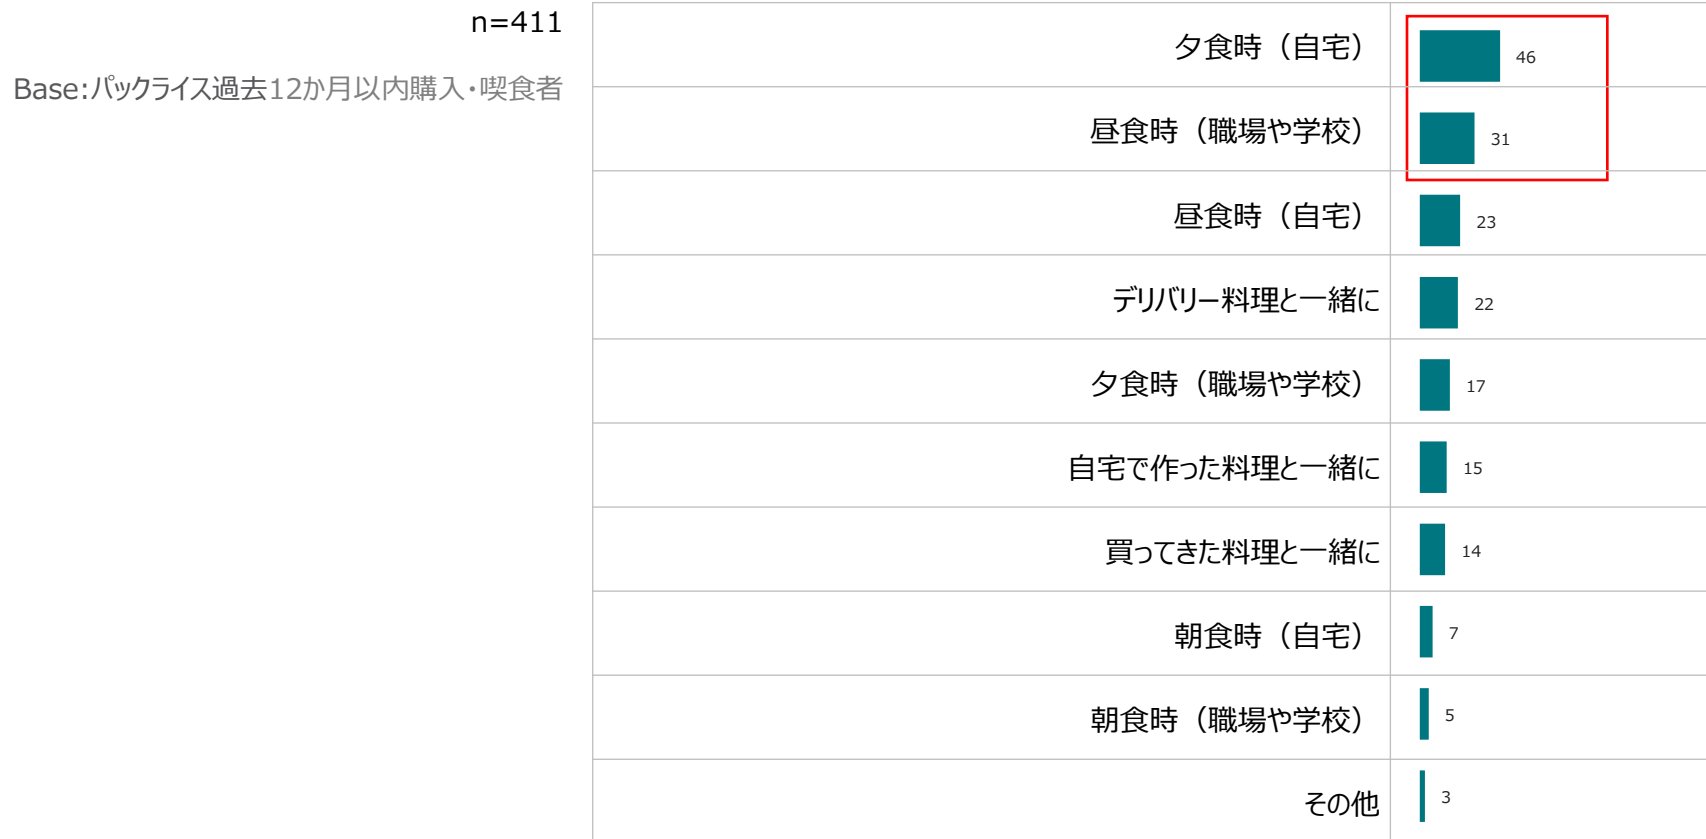 n=411
Base:パックライス過去12か月以内購入・喫食者
夕食時（自宅） 46
昼食時（職場や学校） 31
昼食時（自宅） 23
デリバリー料理と一緒に 22
夕食時（職場や学校） 17
自宅で作った料理と一緒に 15
買ってきた料理と一緒に 14
朝食時（自宅） 7
朝食時（職場や学校） 5
その他 3